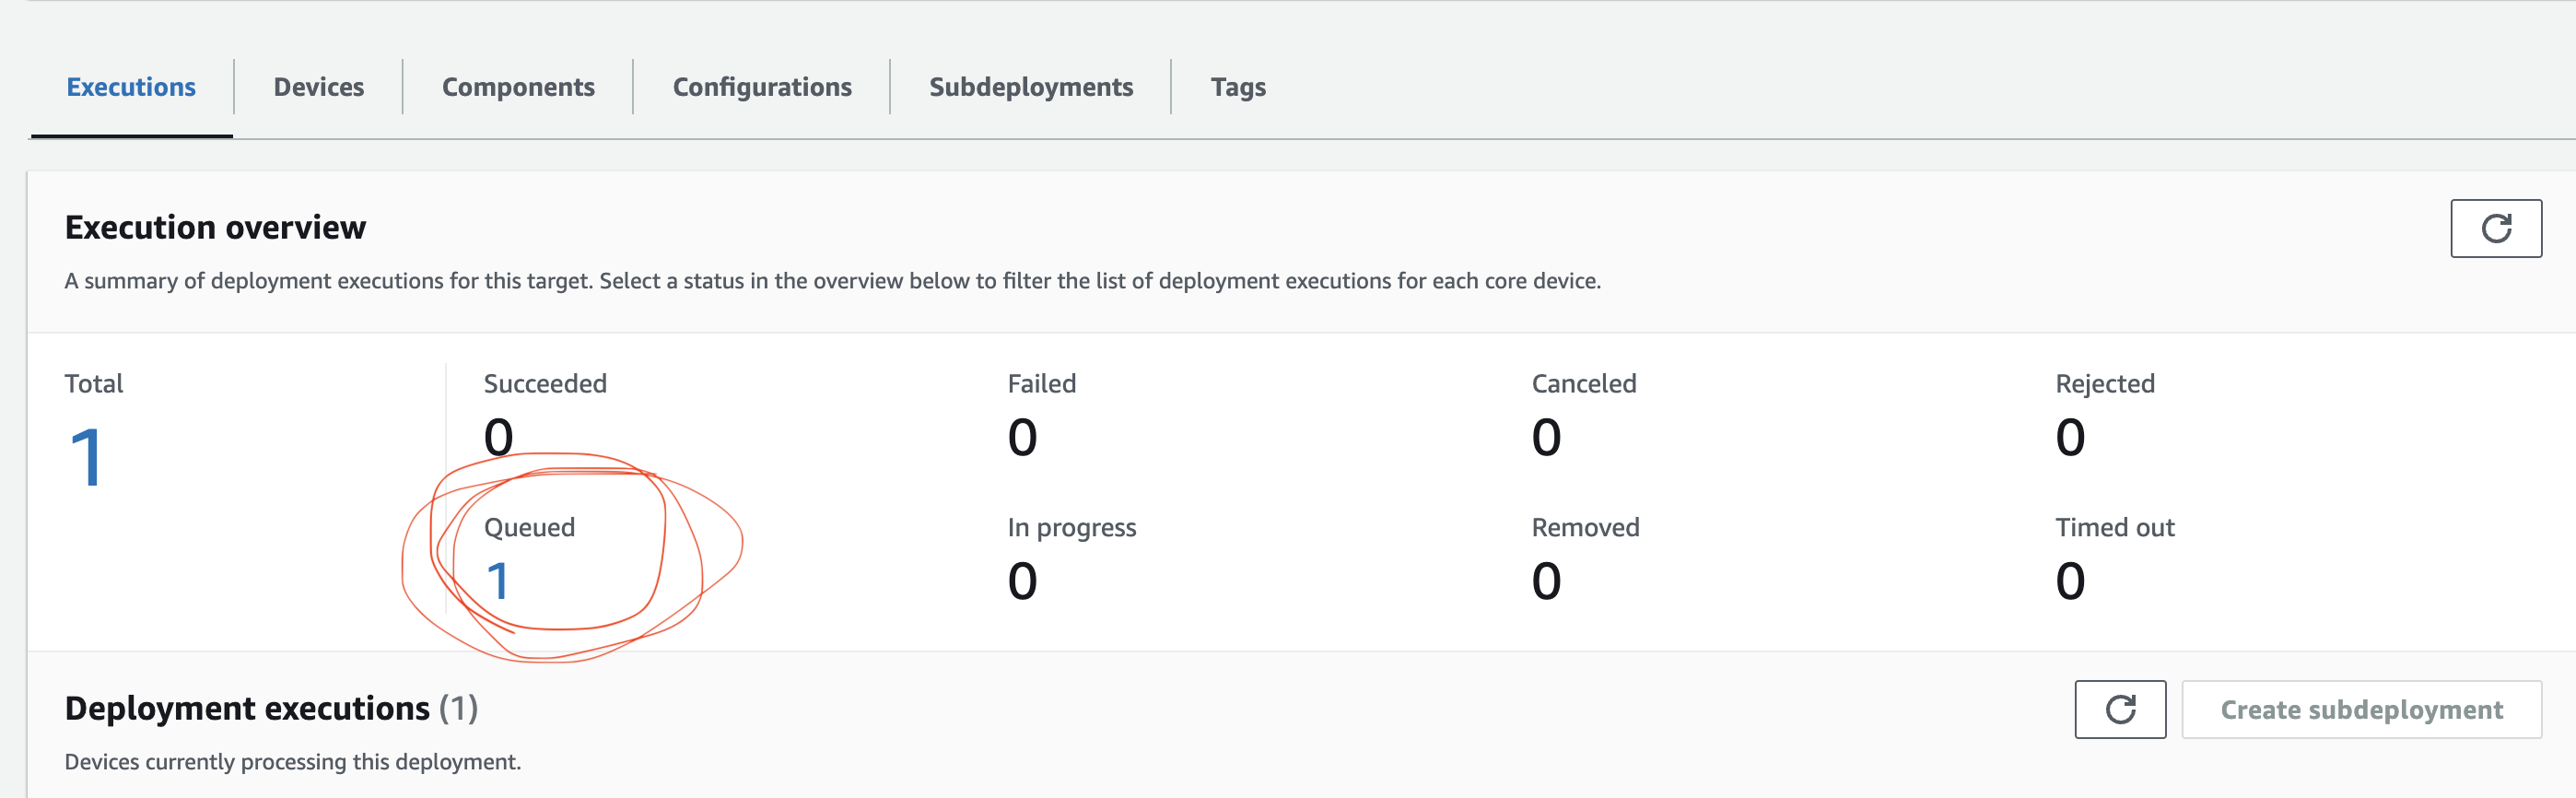 Executions Devices Components Configurations Subdeployments Tags
Execution overview
A summary of deployment executions for this target. Select a status in the overview below to filter the list of deployment executions for each core device.
Total Succeeded Failed Canceled Rejected
1 0 0 0 0
Queued In progress Removed Timed out
1 0 0 0
Deployment executions (1) Create subdeployment
Devices currently processing this deployment.